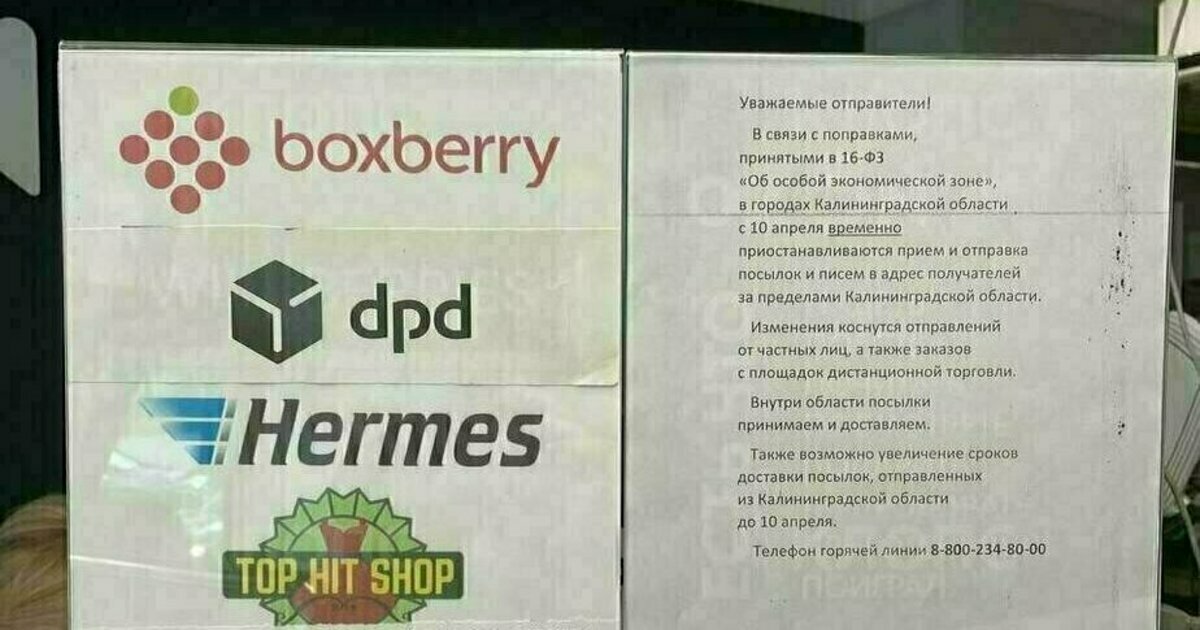 boxberry
dpd
Hermes
TOP HIT SHOP
Уважаемые отправители!
В связи с поправками,
принятыми в 16-ФЗ
«Об особой экономической зоне»,
в городах Калининградской области
с 10 апреля временно
приостанавливаются прием и отправка
посылок и писем в адрес получателей
за пределами Калининградской области.
Изменения коснутся отправлений
от частных лиц, а также заказов
с площадок дистанционной торговли.
Внутри области посылки
принимаем и доставляем.
Также возможно увеличение сроков
доставки посылок, отправленных
из Калининградской области
до 10 апреля.
Телефон горячей линии 8-800-234-80-00